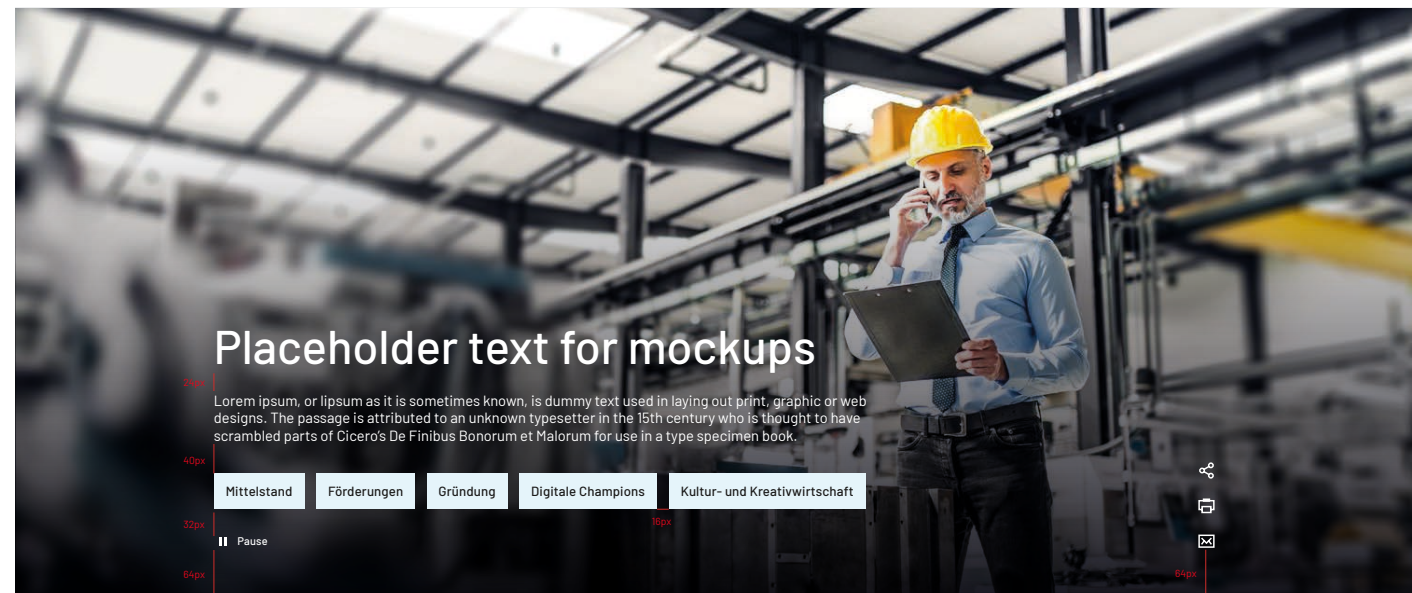 Placeholder text for mockups
Lorem ipsum, or lipsum as it is sometimes known, is dummy text used in laying out print, graphic or web
designs. The passage is attributed to an unknown typesetter in the 15th century who is thought to have
scrambled parts of Cicero's De Finibus Bonorum et Malorum for use in a type specimen book.
40px
Mittelstand Förderungen Gründung Digitale Champions Kultur- und Kreativwirtschaft
32px
16px
Pause
64px
64px